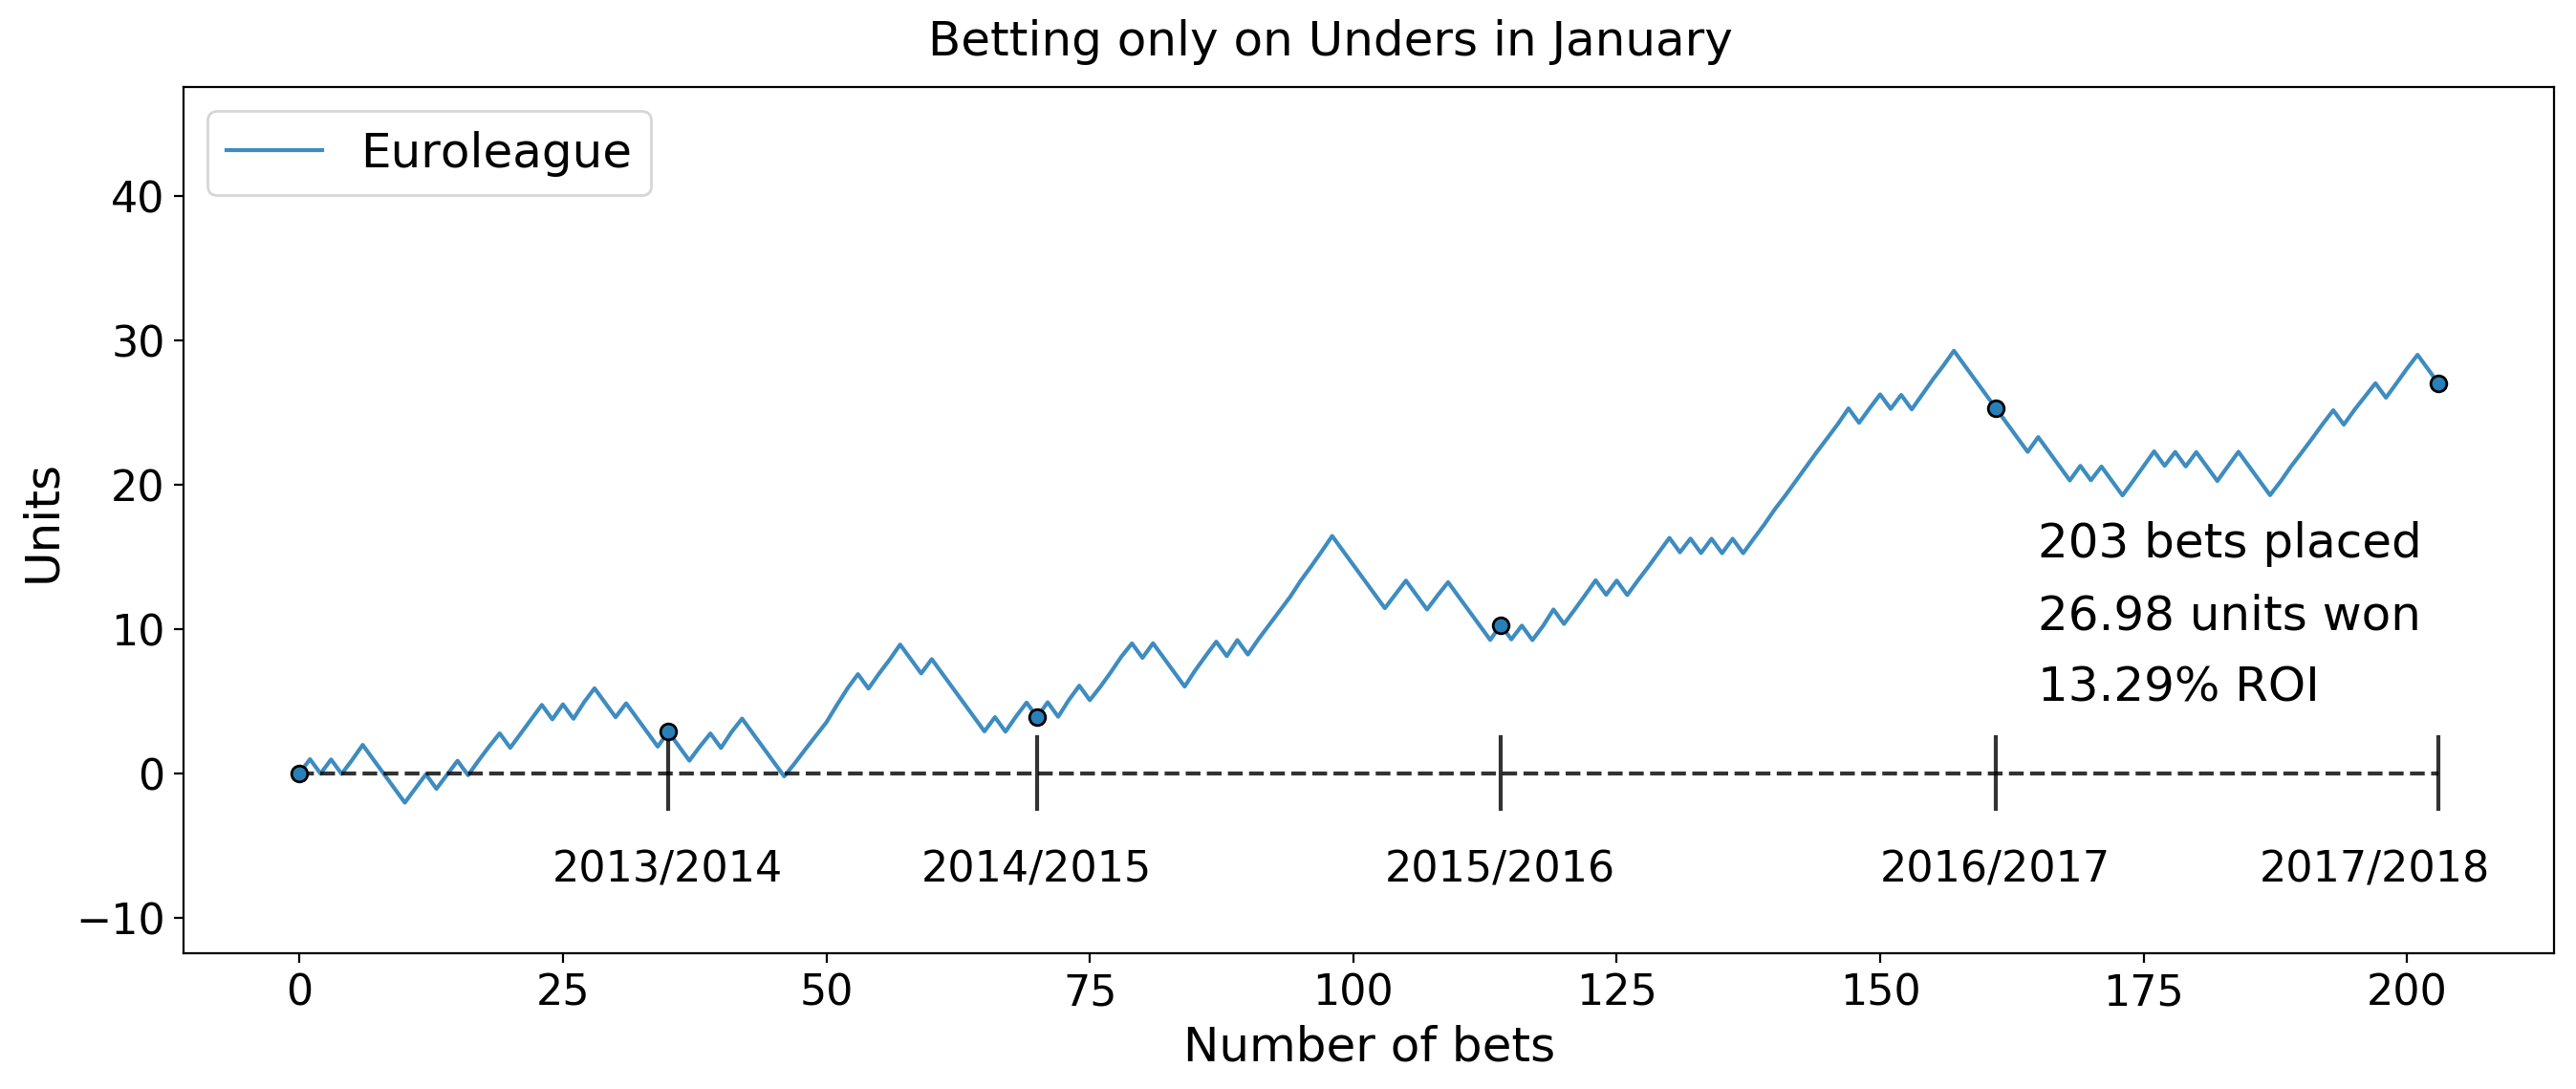 Betting only on Unders in January
Euroleague
40
30
20
10
0
−10
Units
203 bets placed
26.98 units won
13.29% ROI
2013/2014 2014/2015 2015/2016 2016/2017 2017/2018
0 25 50 75 100 125 150 175 200
Number of bets